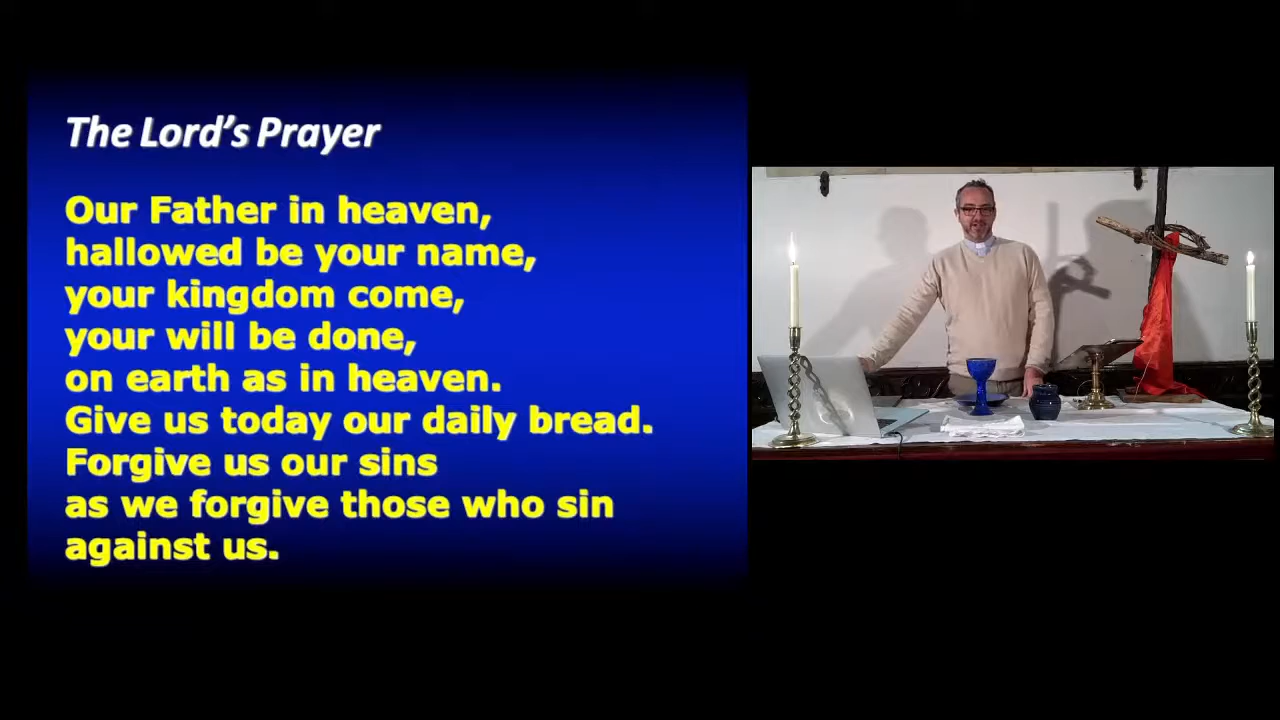 The Lord's Prayer
Our Father in heaven,
hallowed be your name,
your kingdom come,
your will be done,
on earth as in heaven.
Give us today our daily bread.
Forgive us our sins
as we forgive those who sin
against us.